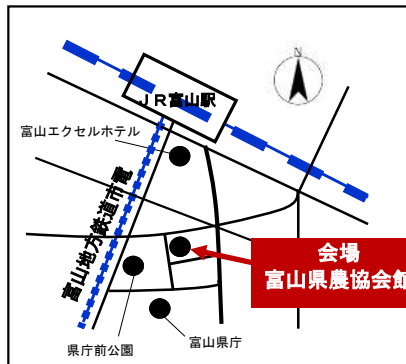 N
JR富山駅
富山エクセルホテル
富山地方鉄道市電
会場
富山県農協会館
県庁前公園
富山県庁